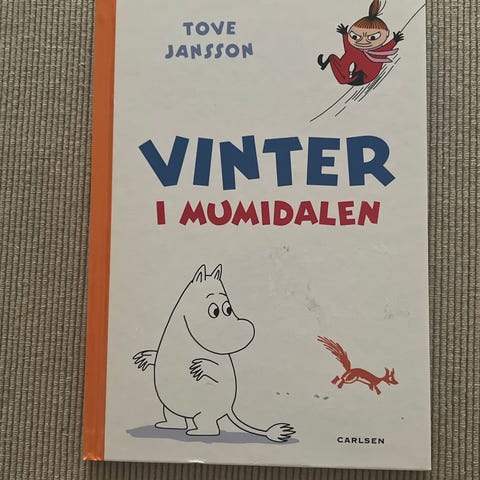 TOVE
JANSSON
VINTER
I MUMIDALEN
CARLSEN